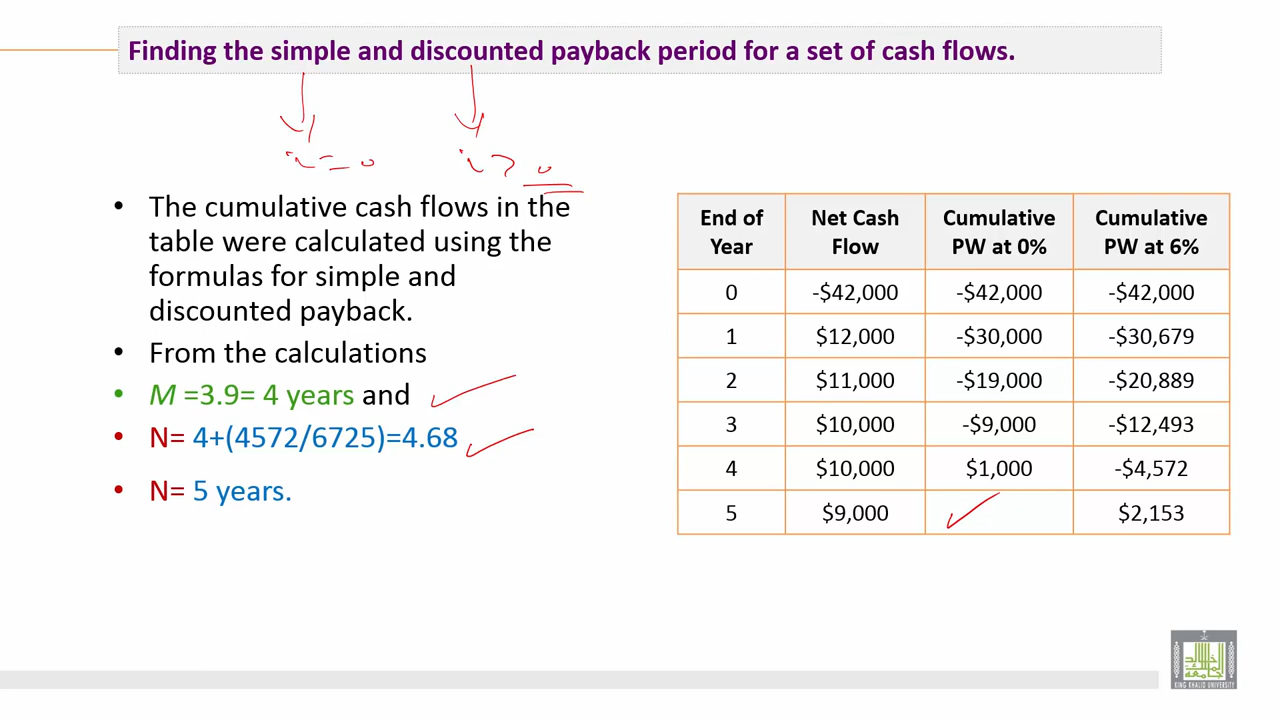 Finding the simple and discounted payback period for a set of cash flows.
i = 0 i > 0
• The cumulative cash flows in the
table were calculated using the
formulas for simple and
discounted payback.
• From the calculations
• M =3.9= 4 years and
• N= 4+(4572/6725)=4.68
• N= 5 years.
End of Year Net Cash Flow Cumulative PW at 0% Cumulative PW at 6%
0 -$42,000 -$42,000 -$42,000
1 $12,000 -$30,000 -$30,679
2 $11,000 -$19,000 -$20,889
3 $10,000 -$9,000 -$12,493
4 $10,000 $1,000 -$4,572
5 $9,000 $2,153
KING KHALID UNIVERSITY